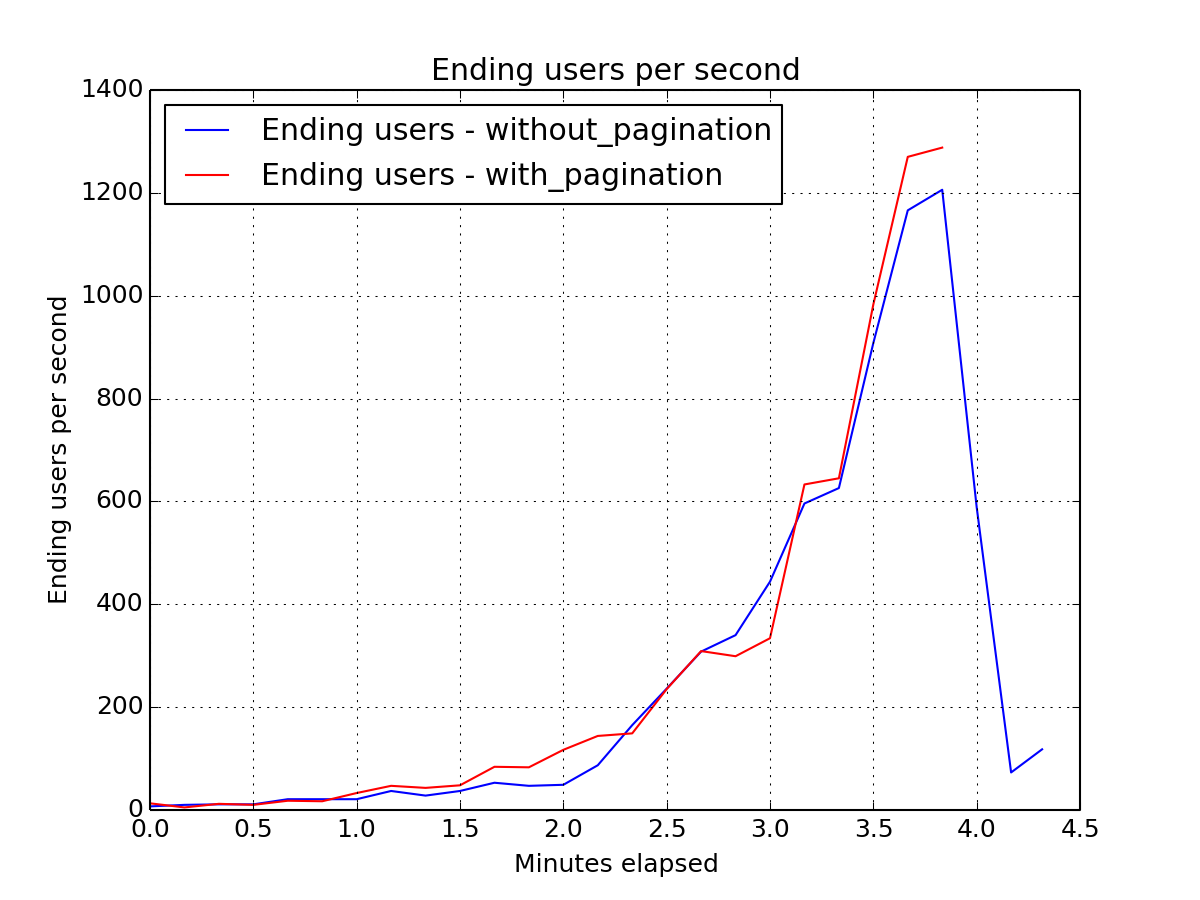 Ending users per second
1400
1200
1000
800
600
400
200
0
Ending users per second
Ending users - without_pagination
Ending users - with_pagination
0.0 0.5 1.0 1.5 2.0 2.5 3.0 3.5 4.0 4.5
Minutes elapsed